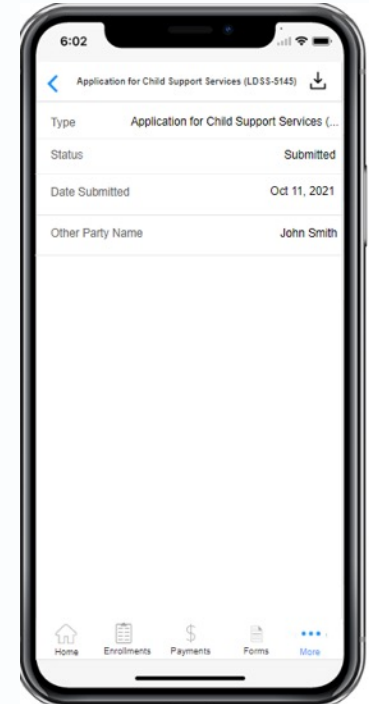 6:02
Application for Child Support Services (LDSS-5145)
Type Application for Child Support Services (...
Status Submitted
Date Submitted Oct 11, 2021
Other Party Name John Smith
Home Enrollments Payments Forms More